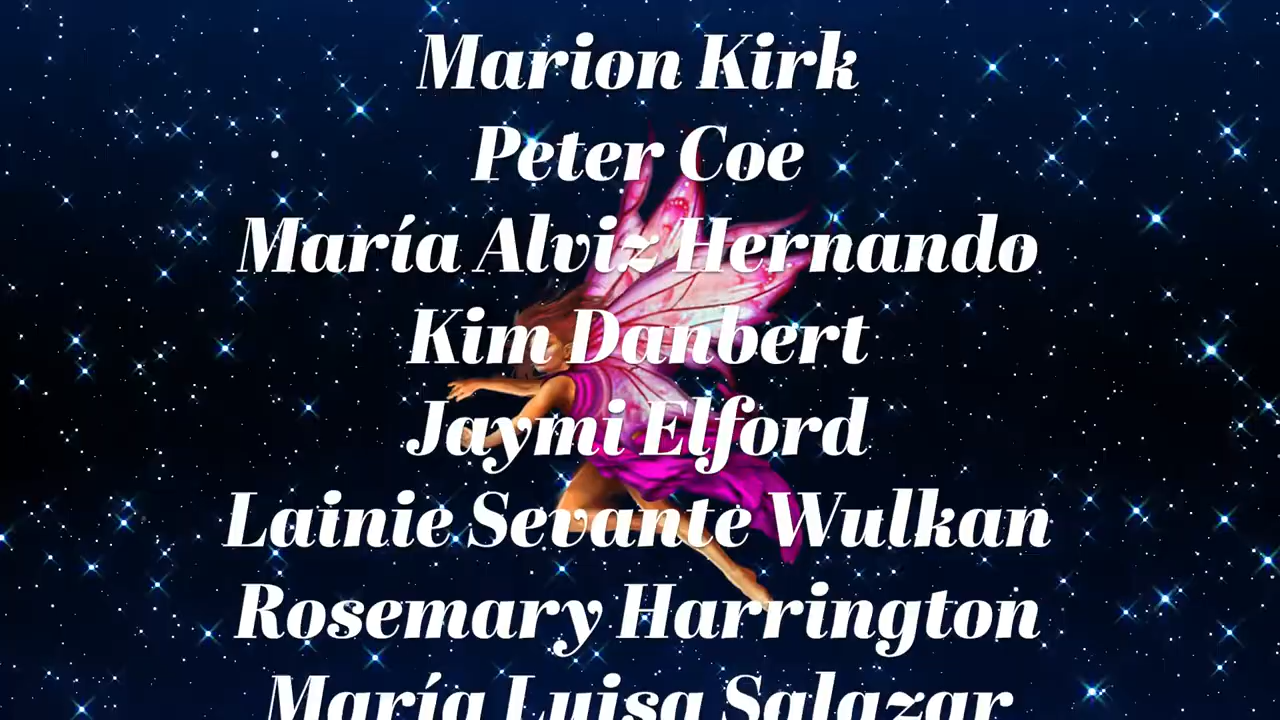 Marion Kirk
Peter Coe
María Alviz Hernando
Kim Danbert
Jaymi Elford
Lainie Sevante Wulkan
Rosemary Harrington
María Luisa Salazar